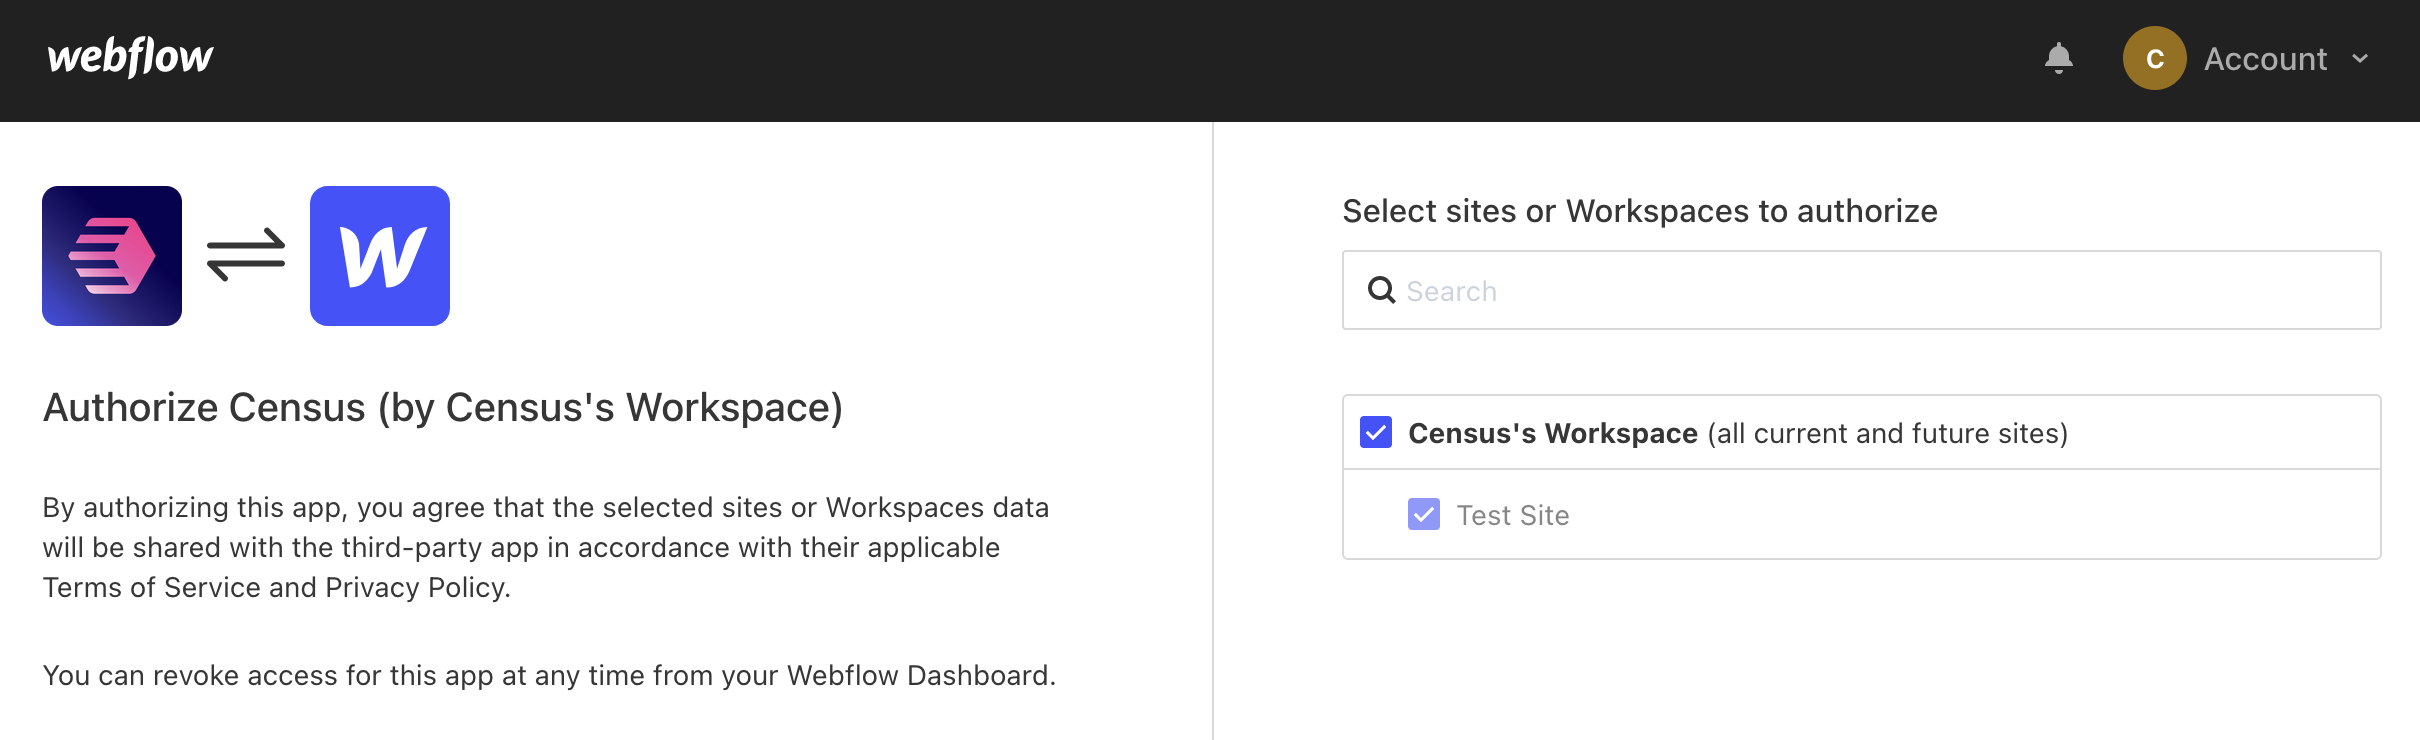 webflow
C Account
Authorize Census (by Census's Workspace)
By authorizing this app, you agree that the selected sites or Workspaces data
will be shared with the third-party app in accordance with their applicable
Terms of Service and Privacy Policy.
You can revoke access for this app at any time from your Webflow Dashboard.
Select sites or Workspaces to authorize
Search
Census's Workspace (all current and future sites)
Test Site